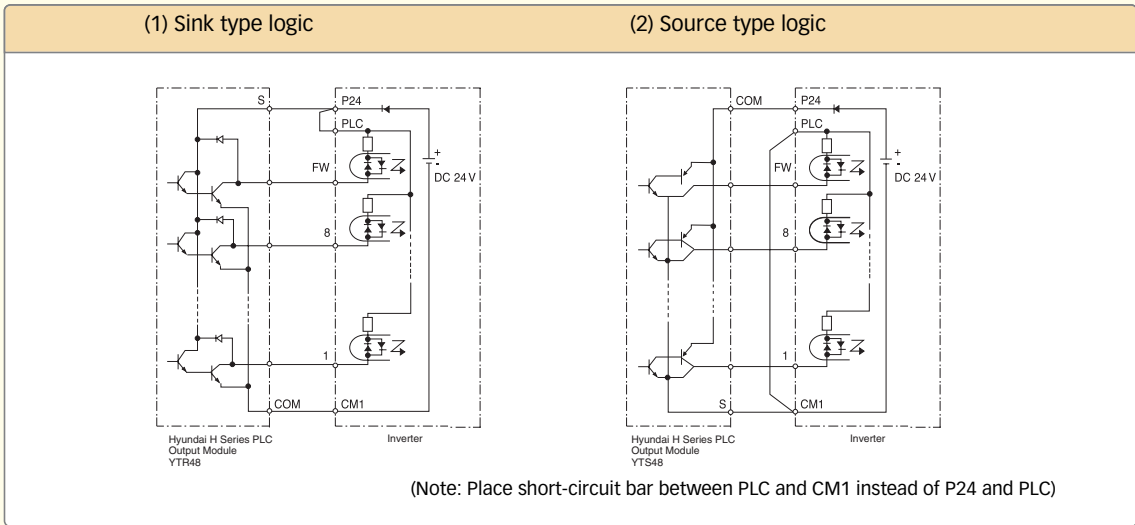 (1) Sink type logic
(2) Source type logic
S
P24
PLC
FW
8
1
COM
CM1
+
-
DC 24 V
Hyundai H Series PLC
Output Module
YTR48
Inverter
COM
P24
PLC
FW
8
1
S
CM1
+
-
DC 24 V
Hyundai H Series PLC
Output Module
YTS48
Inverter
(Note: Place short-circuit bar between PLC and CM1 instead of P24 and PLC)